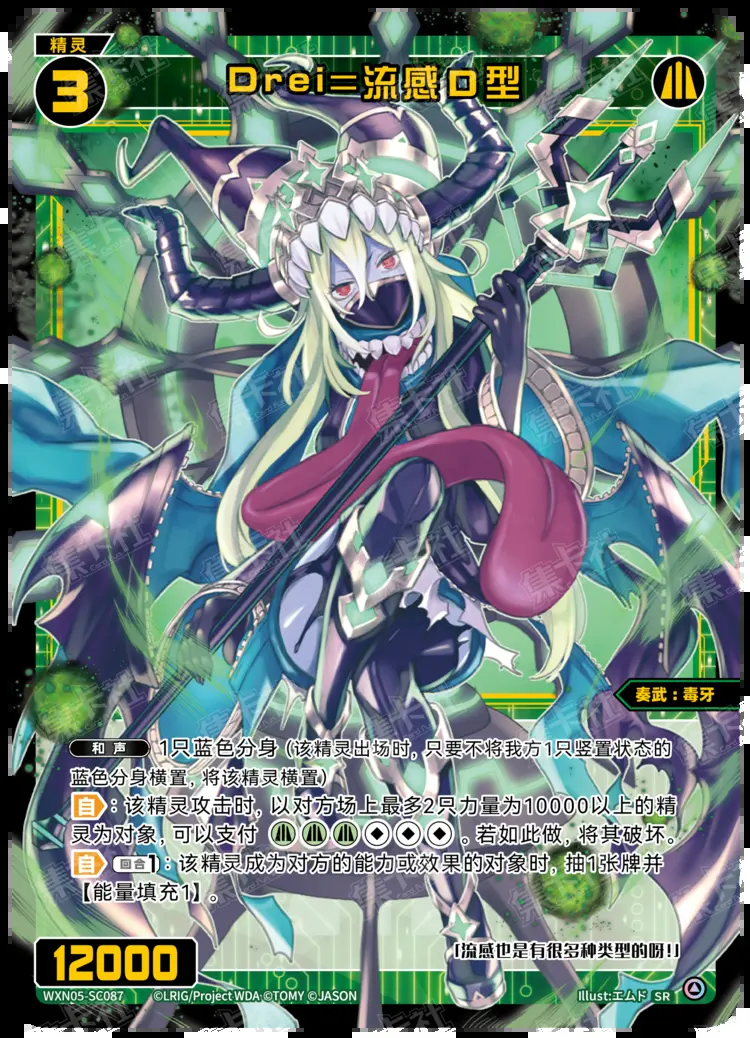 精灵
3
Drei=流感D型
奏武：毒牙
和声 1只蓝色分身（该精灵出场时，只要不将我方1只竖置状态的
蓝色分身横置，将该精灵横置）
自：该精灵攻击时，以对方场上最多2只力量为10000以上的精
灵为对象，可以支付 。若如此做，将其破坏。
自 回合1：该精灵成为对方的能力或效果的对象时，抽1张牌并
【能量填充1】。
12000
「流感也是有很多种类型的呀！」
WXN05-SC087 ©LRIG/Project WDA ©TOMY ©JASON
Illust:エムド SR
集卡社